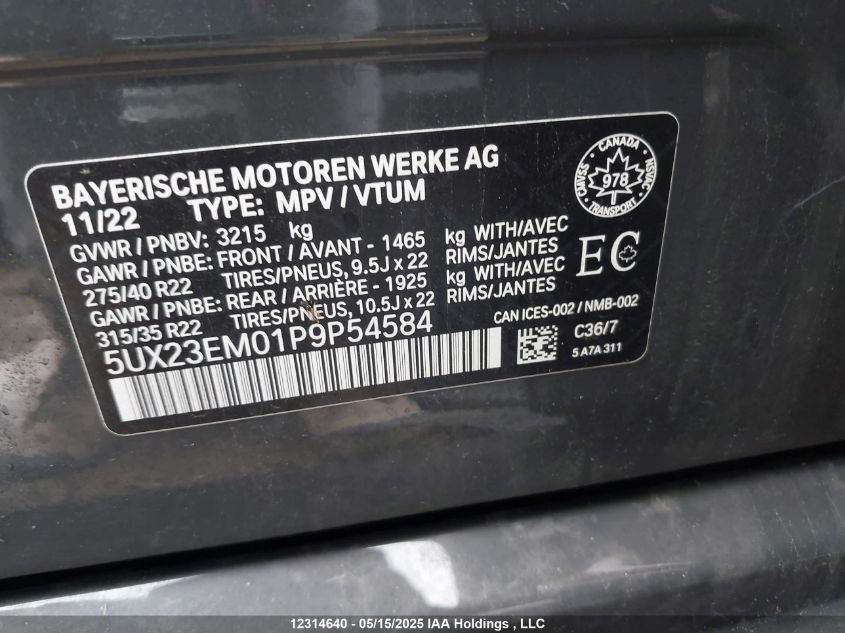 BAYERISCHE MOTOREN WERKE AG
11/22 TYPE: MPV / VTUM
GVWR / PNBV: 3215 kg
GAWR / PNBE: FRONT / AVANT - 1465 kg WITH/AVEC
275/40 R22 TIRES/PNEUS, 9.5J x 22 RIMS/JANTES
GAWR / PNBE: REAR / ARRIÈRE - 1925 kg WITH/AVEC
315/35 R22 TIRES/PNEUS, 10.5J x 22 RIMS/JANTES
5UX23EM01P9P54584
CANADA
CMVSS 978 NSVAC
TRANSPORT
EC
CAN ICES-002 / NMB-002
C36/7
5 A7A 311
12314640 - 05/15/2025 IAA Holdings , LLC